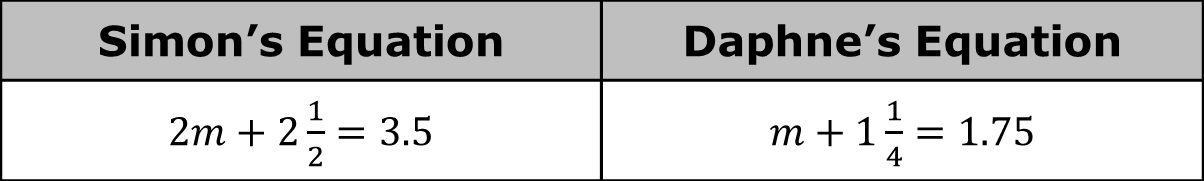 Simon's Equation Daphne's Equation
2m + 2 1/2 = 3.5 m + 1 1/4 = 1.75